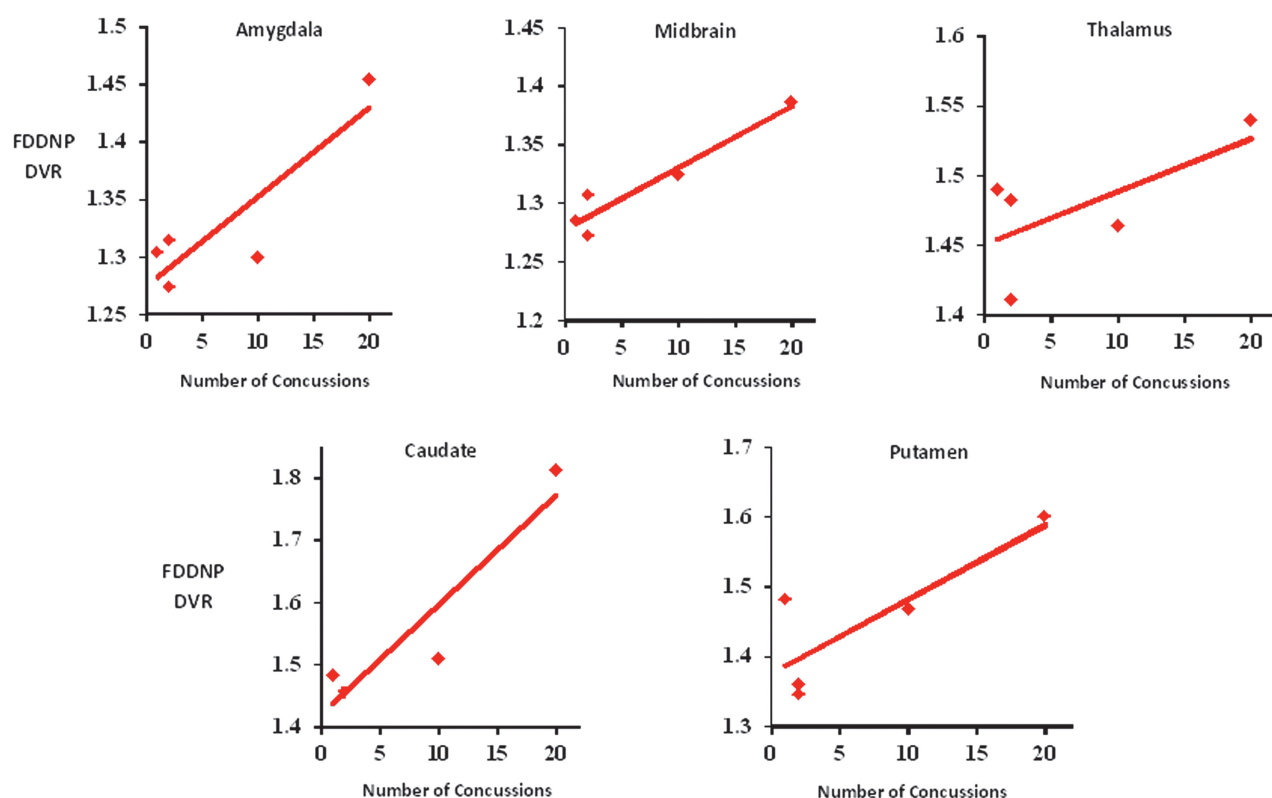 Amygdala
FDDNP
DVR
1.5
1.45
1.4
1.35
1.3
1.25
0 5 10 15 20
Number of Concussions
Midbrain
1.45
1.4
1.35
1.3
1.25
1.2
0 5 10 15 20
Number of Concussions
Thalamus
1.6
1.55
1.5
1.45
1.4
0 5 10 15 20
Number of Concussions
Caudate
FDDNP
DVR
1.8
1.7
1.6
1.5
1.4
0 5 10 15 20
Number of Concussions
Putamen
1.7
1.6
1.5
1.4
1.3
0 5 10 15 20
Number of Concussions